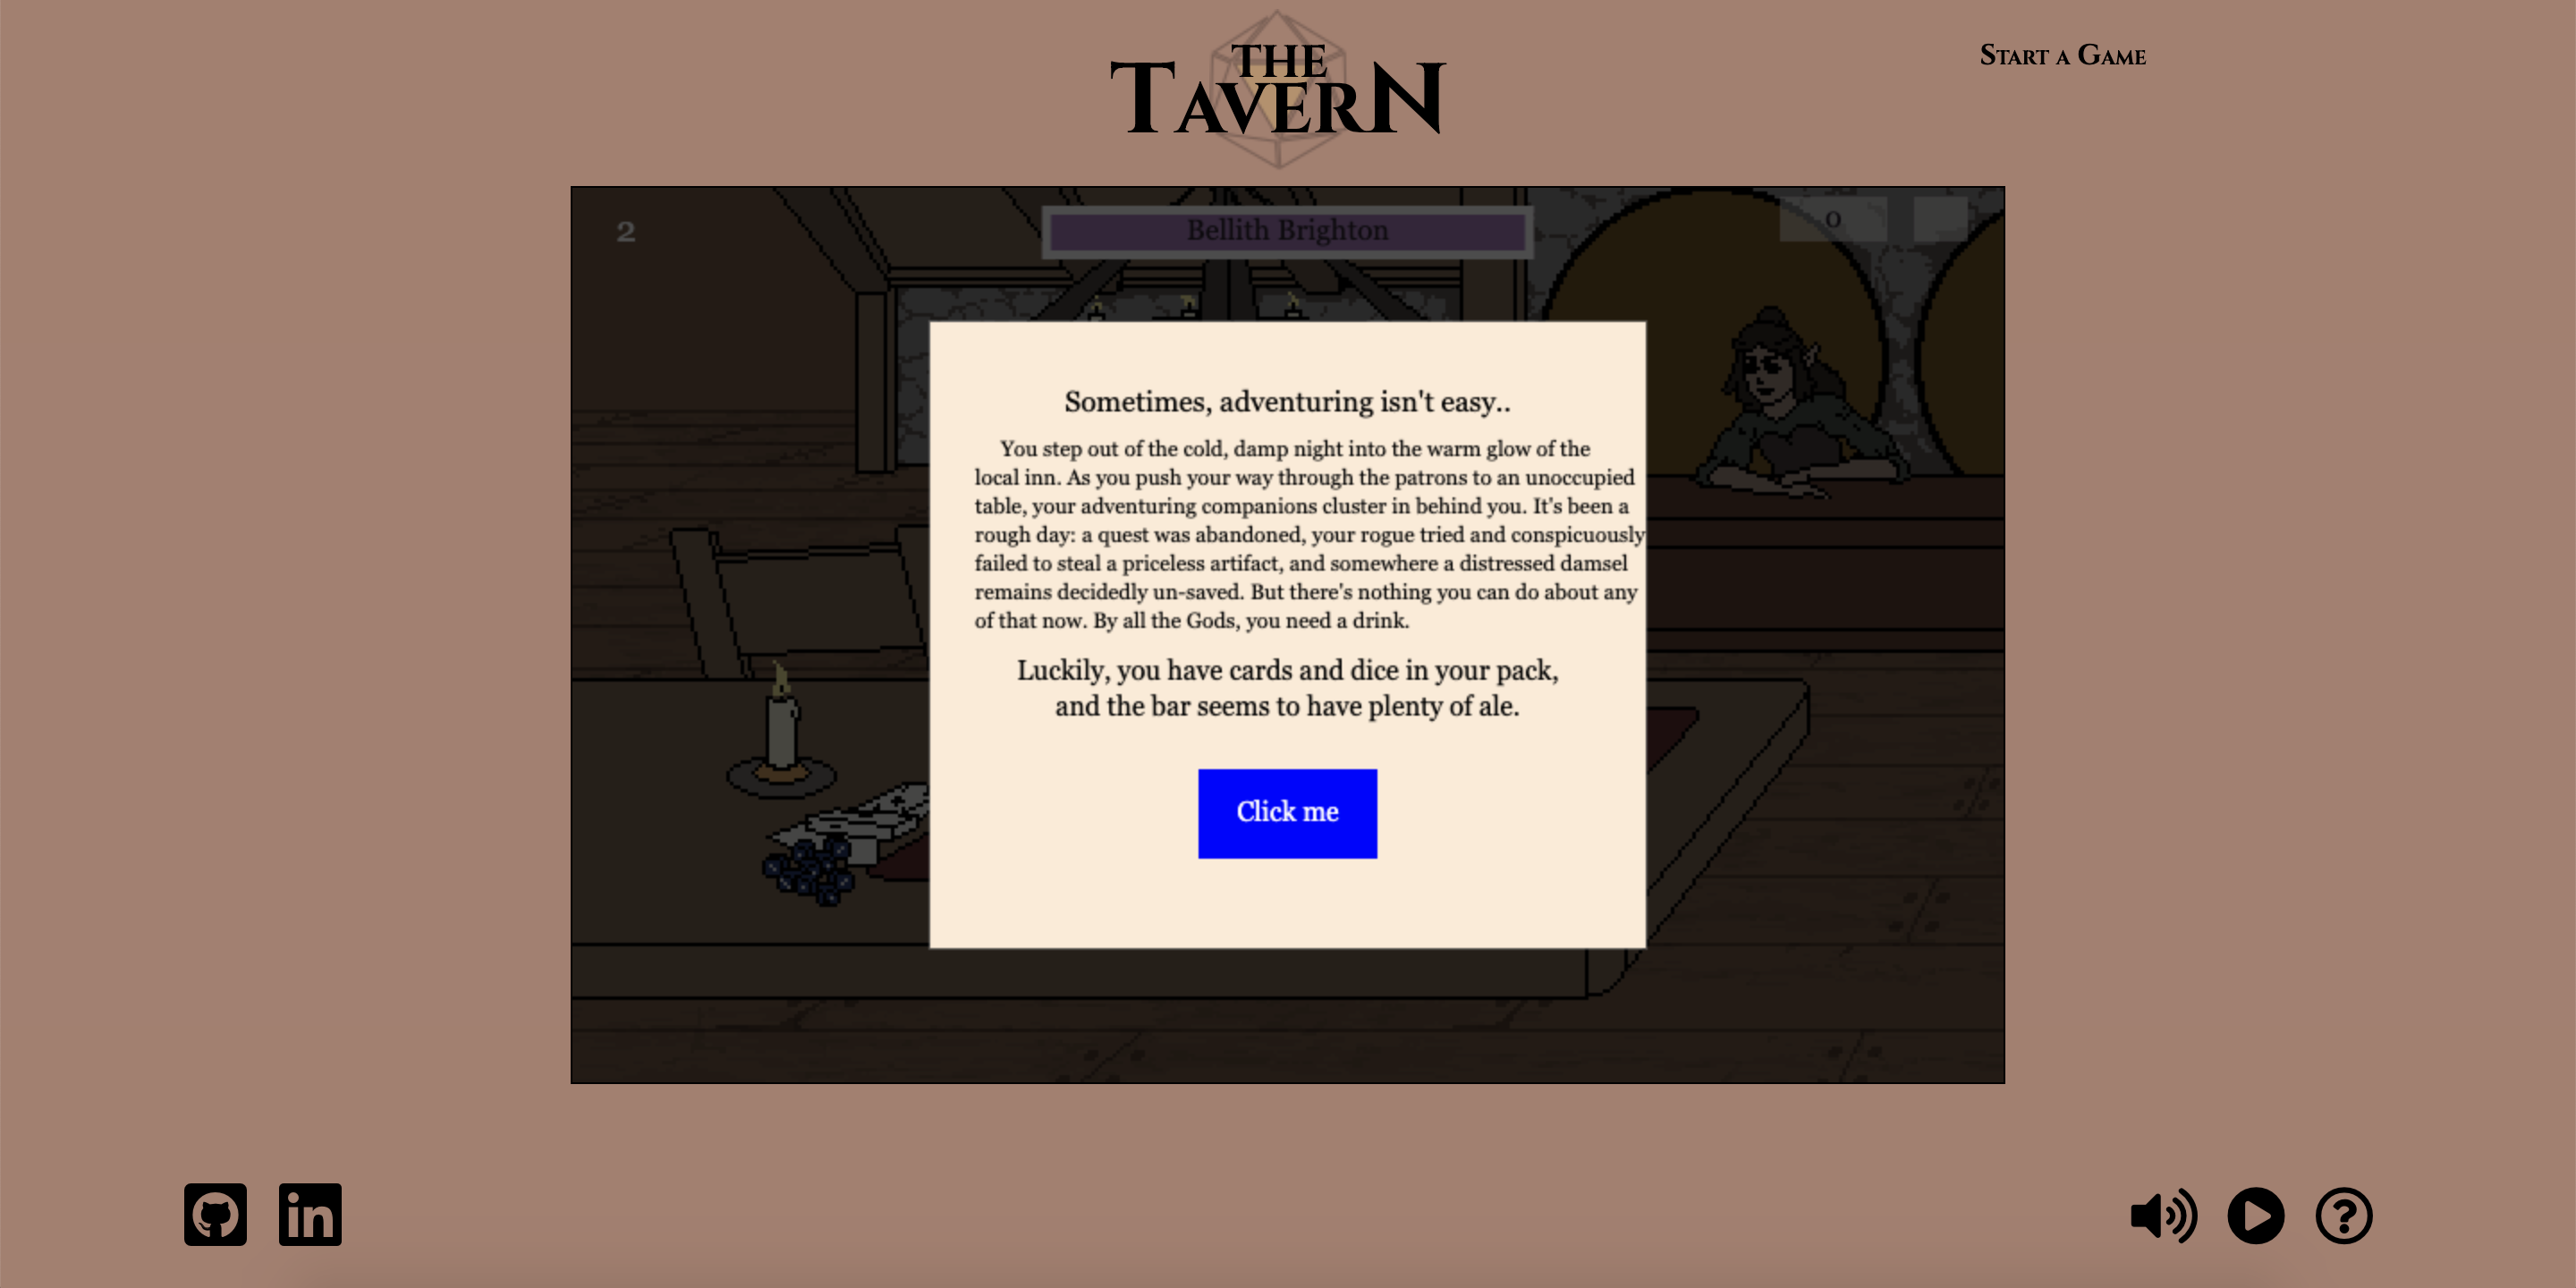 THE
TAVERN
START A GAME
2
Bellith Brighton
0
Sometimes, adventuring isn't easy..
You step out of the cold, damp night into the warm glow of the
local inn. As you push your way through the patrons to an unoccupied
table, your adventuring companions cluster in behind you. It's been a
rough day: a quest was abandoned, your rogue tried and conspicuously
failed to steal a priceless artifact, and somewhere a distressed damsel
remains decidedly un-saved. But there's nothing you can do about any
of that now. By all the Gods, you need a drink.
Luckily, you have cards and dice in your pack,
and the bar seems to have plenty of ale.
Click me
in